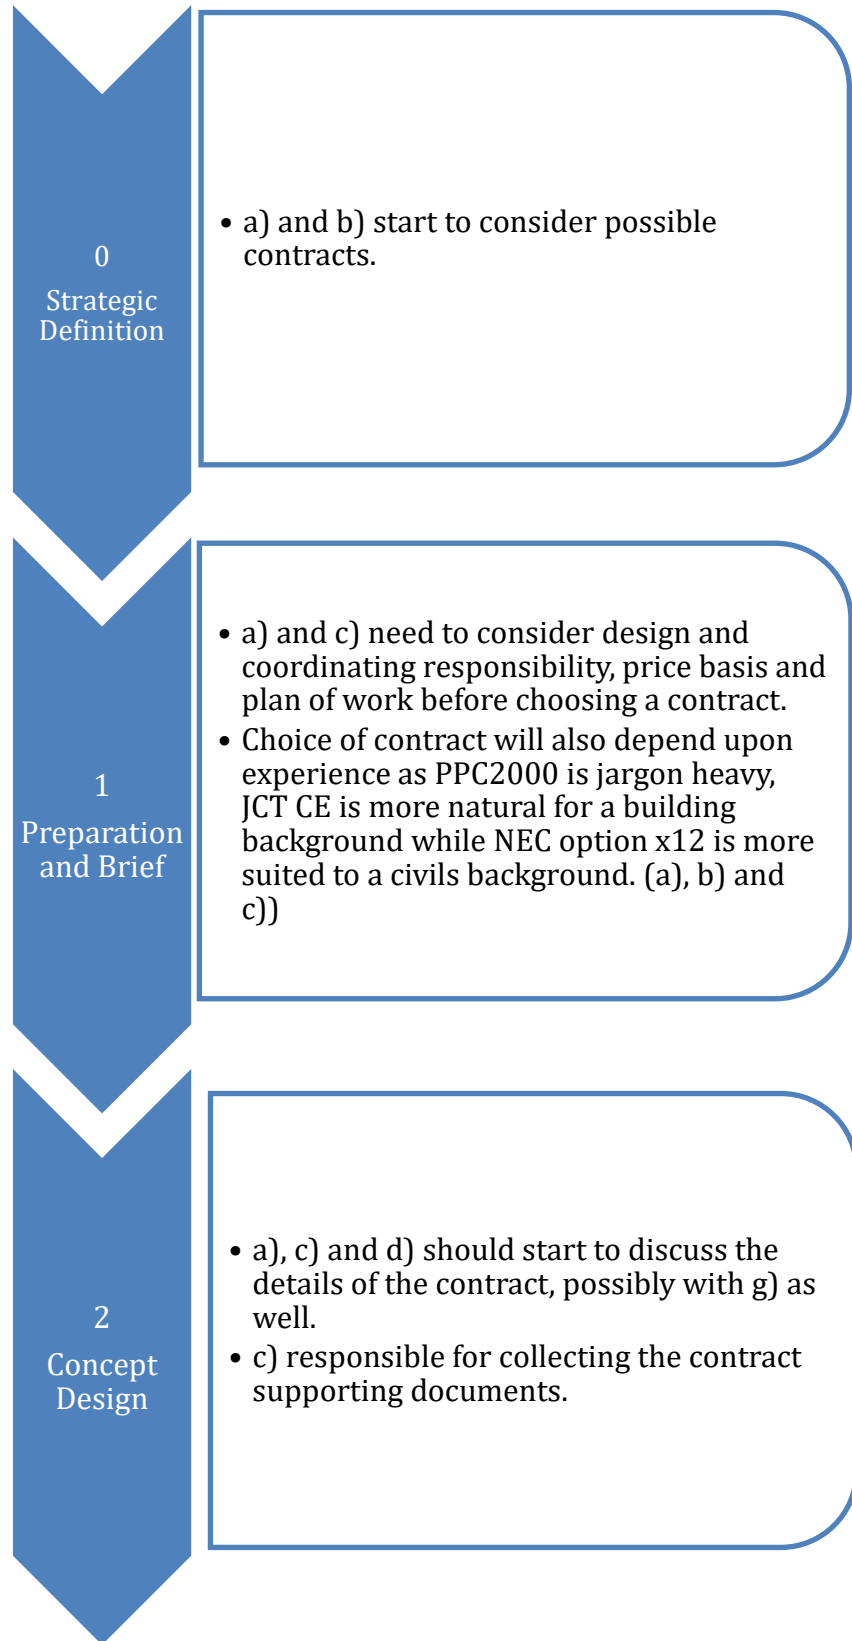 0
Strategic
Definition
• a) and b) start to consider possible
contracts.
1
Preparation
and Brief
• a) and c) need to consider design and
coordinating responsibility, price basis and
plan of work before choosing a contract.
• Choice of contract will also depend upon
experience as PPC2000 is jargon heavy,
JCT CE is more natural for a building
background while NEC option x12 is more
suited to a civils background. (a), b) and
c))
2
Concept
Design
• a), c) and d) should start to discuss the
details of the contract, possibly with g) as
well.
• c) responsible for collecting the contract
supporting documents.